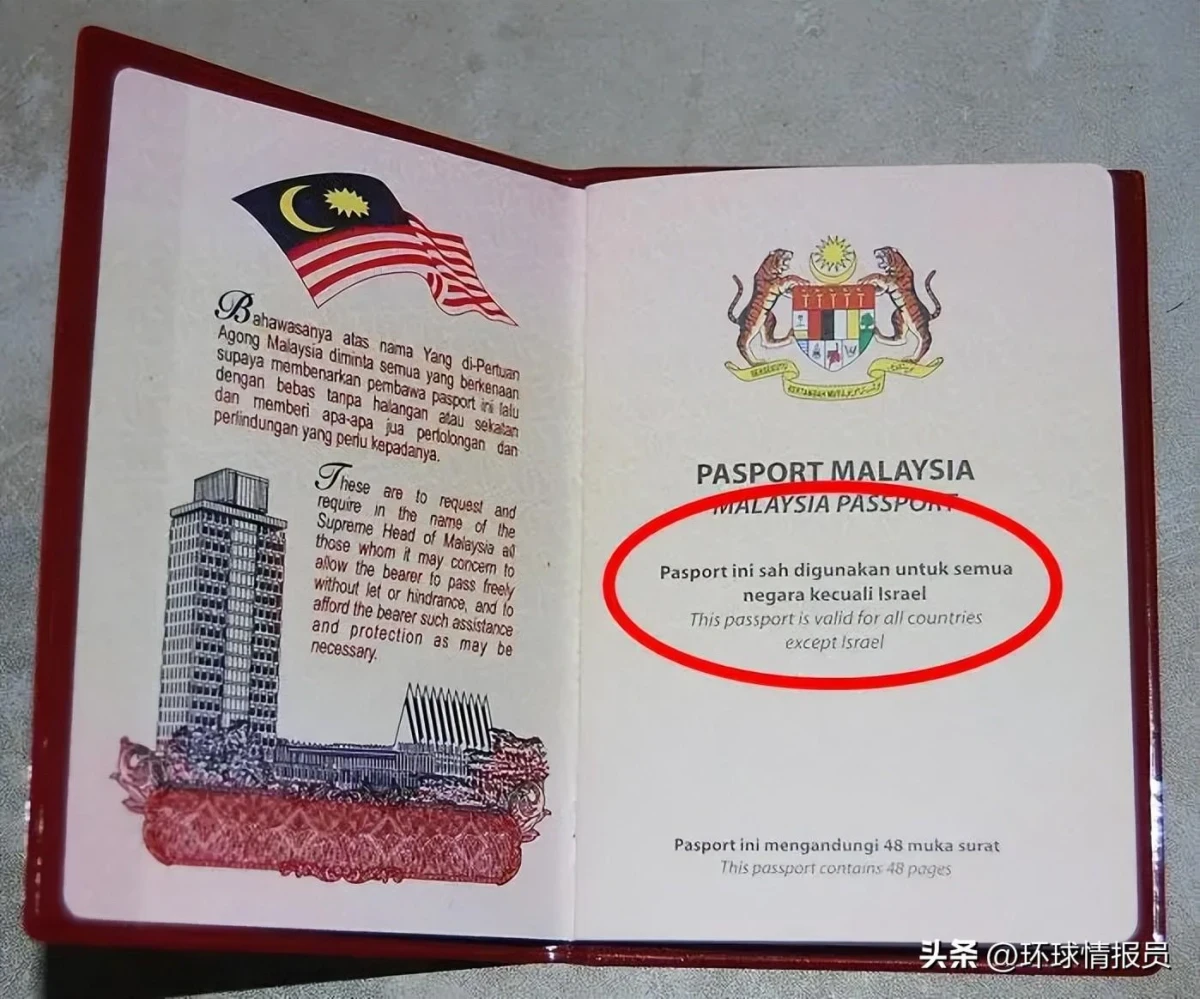 Bahawasanya atas nama Yang di-Pertuan
Agong Malaysia diminta semua yang berkenaan
supaya membenarkan pembawa pasport ini lalu
dengan bebas tanpa halangan atau sekatan
dan memberi apa-apa jua pertolongan dan
perlindungan yang perlu kepadanya.
These are to request and
require in the name of the
Supreme Head of Malaysia all
those whom it may concern to
allow the bearer to pass freely
without let or hindrance, and to
afford the bearer such assistance
and protection as may be
necessary.
BERSEKUTU
BERTAMBAH MUTU
PASPORT MALAYSIA
MALAYSIA PASSPORT
Pasport ini sah digunakan untuk semua
negara kecuali Israel
This passport is valid for all countries
except Israel
Pasport ini mengandungi 48 muka surat
This passport contains 48 pages
头条 @环球情报员